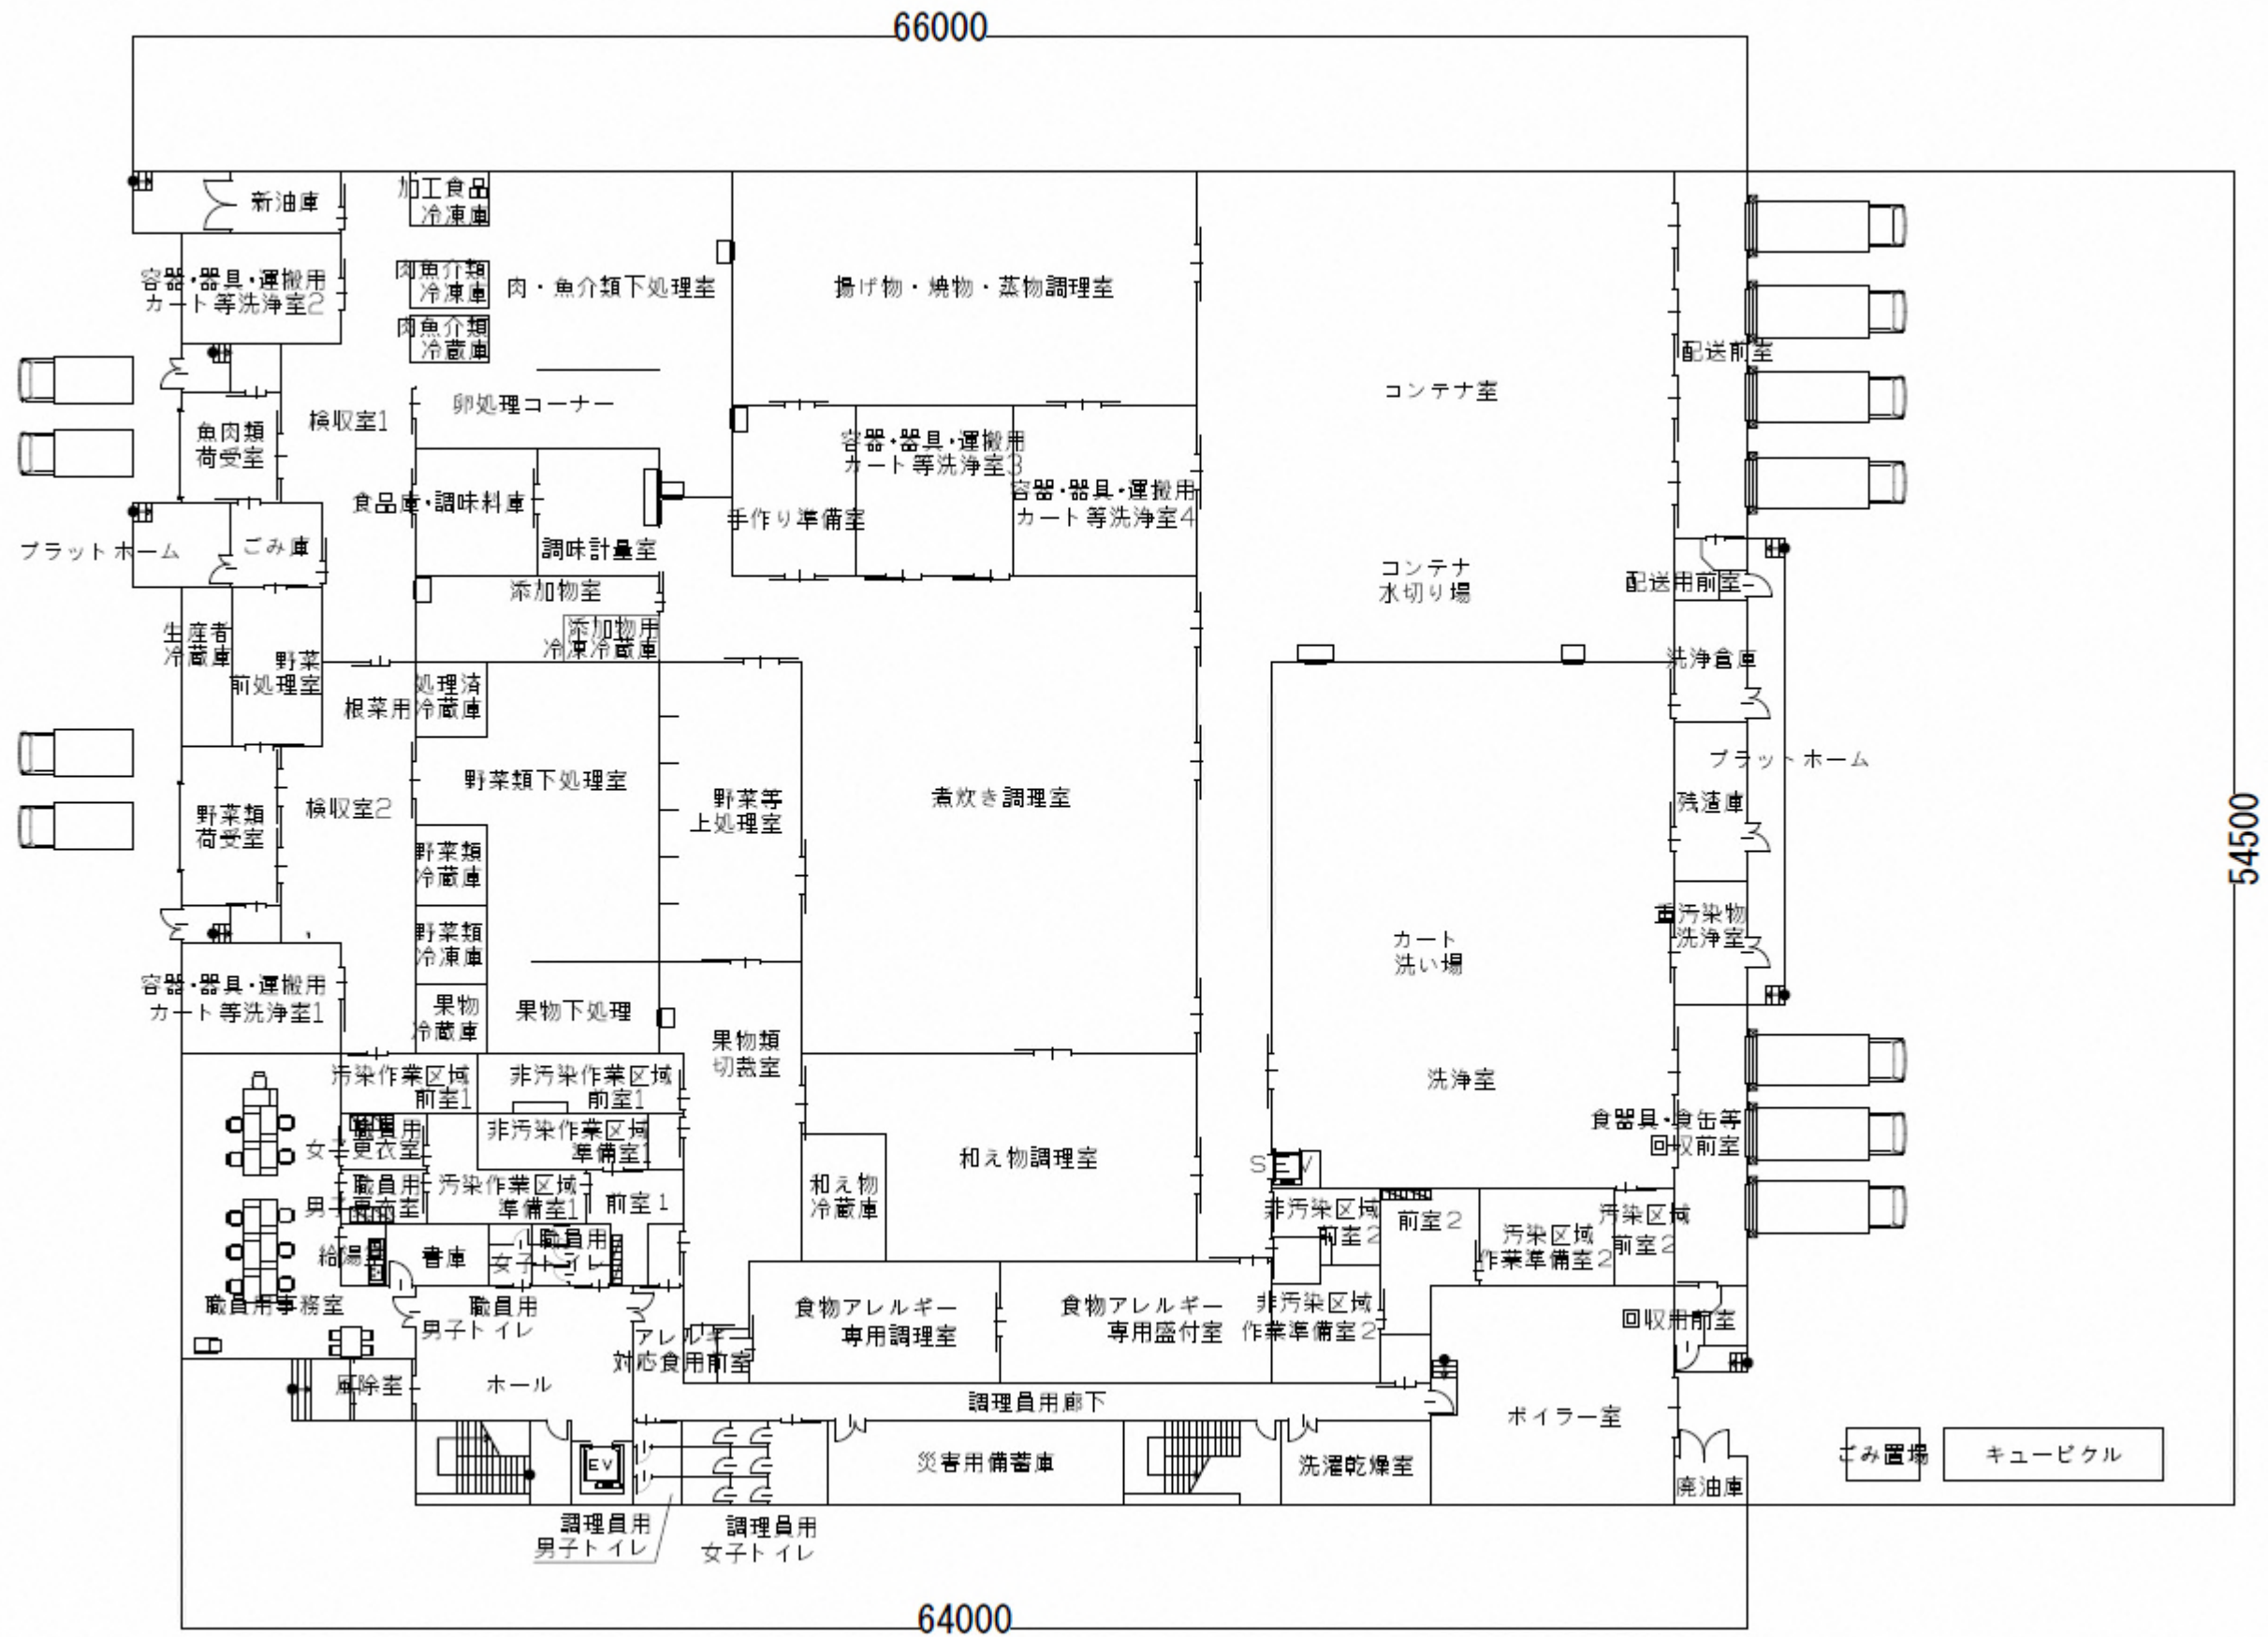 66000
新油庫
加工食品
冷凍庫
容器・器具・運搬用
カート等洗浄室2
肉魚介類
冷凍庫
肉・魚介類下処理室
揚げ物・焼物・蒸物調理室
肉魚介類
冷蔵庫
配送前室
コンテナ室
卵処理コーナー
検収室1
魚肉類
荷受室
容器・器具・運搬用
カート等洗浄室3
食品庫・調味料庫
容器・器具・運搬用
カート等洗浄室4
手作り準備室
プラットホーム
ごみ庫
調味計量室
コンテナ
水切り場
配送用前室
添加物室
添加物用
冷凍冷蔵庫
生産者
冷蔵庫
野菜
前処理室
洗浄倉庫
根菜用
処理済
冷蔵庫
プラットホーム
野菜類下処理室
野菜等
上処理室
煮炊き調理室
残渣庫
検収室2
野菜類
荷受室
54500
野菜類
冷蔵庫
重汚染物
洗浄室
野菜類
冷凍庫
カート
洗い場
容器・器具・運搬用
カート等洗浄室1
果物
冷蔵庫
果物下処理
果物類
切裁室
汚染作業区域
前室1
非汚染作業区域
前室1
洗浄室
食器具・食缶等
回収前室
職員用
女子更衣室
非汚染作業区域
準備室1
和え物調理室
SEV
職員用
男子更衣室
汚染作業区域
準備室1
前室1
和え物
冷蔵庫
非汚染区域
前室2
前室2
汚染区域
作業準備室2
汚染区域
前室2
給湯室
書庫
職員用
女子トイレ
職員用事務室
職員用
男子トイレ
アレルギー
対応食用前室
食物アレルギー
専用調理室
食物アレルギー
専用盛付室
非汚染区域
作業準備室2
回収用前室
風除室
ホール
調理員用廊下
ボイラー室
EV
災害用備蓄庫
洗濯乾燥室
廃油庫
ごみ置場
キュービクル
調理員用
男子トイレ
調理員用
女子トイレ
64000